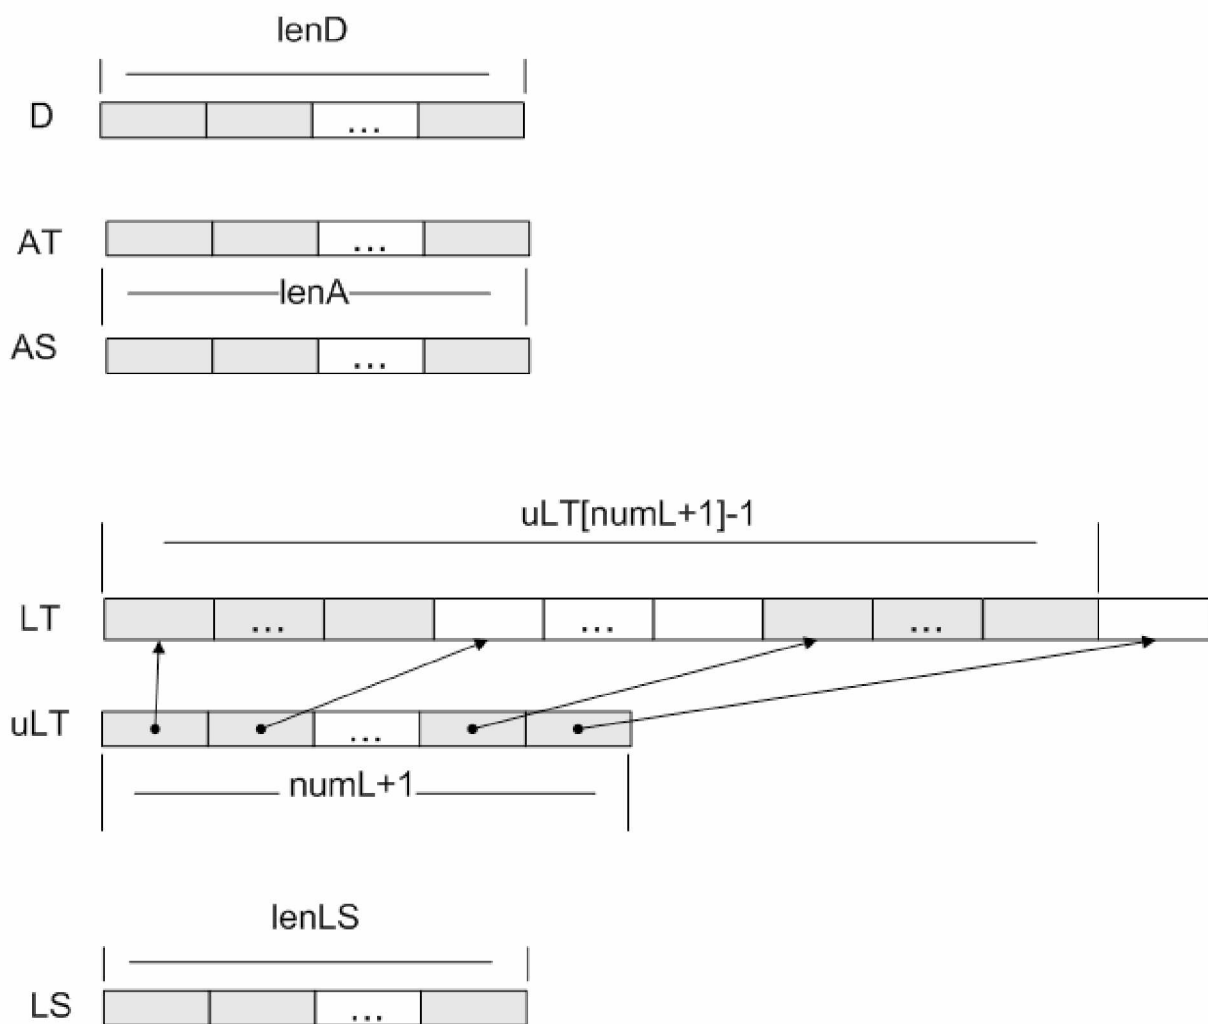 lenD
D
...
AT
...
lenA
AS
...
uLT[numL+1]-1
LT
... ... ...
uLT
...
numL+1
lenLS
LS
...